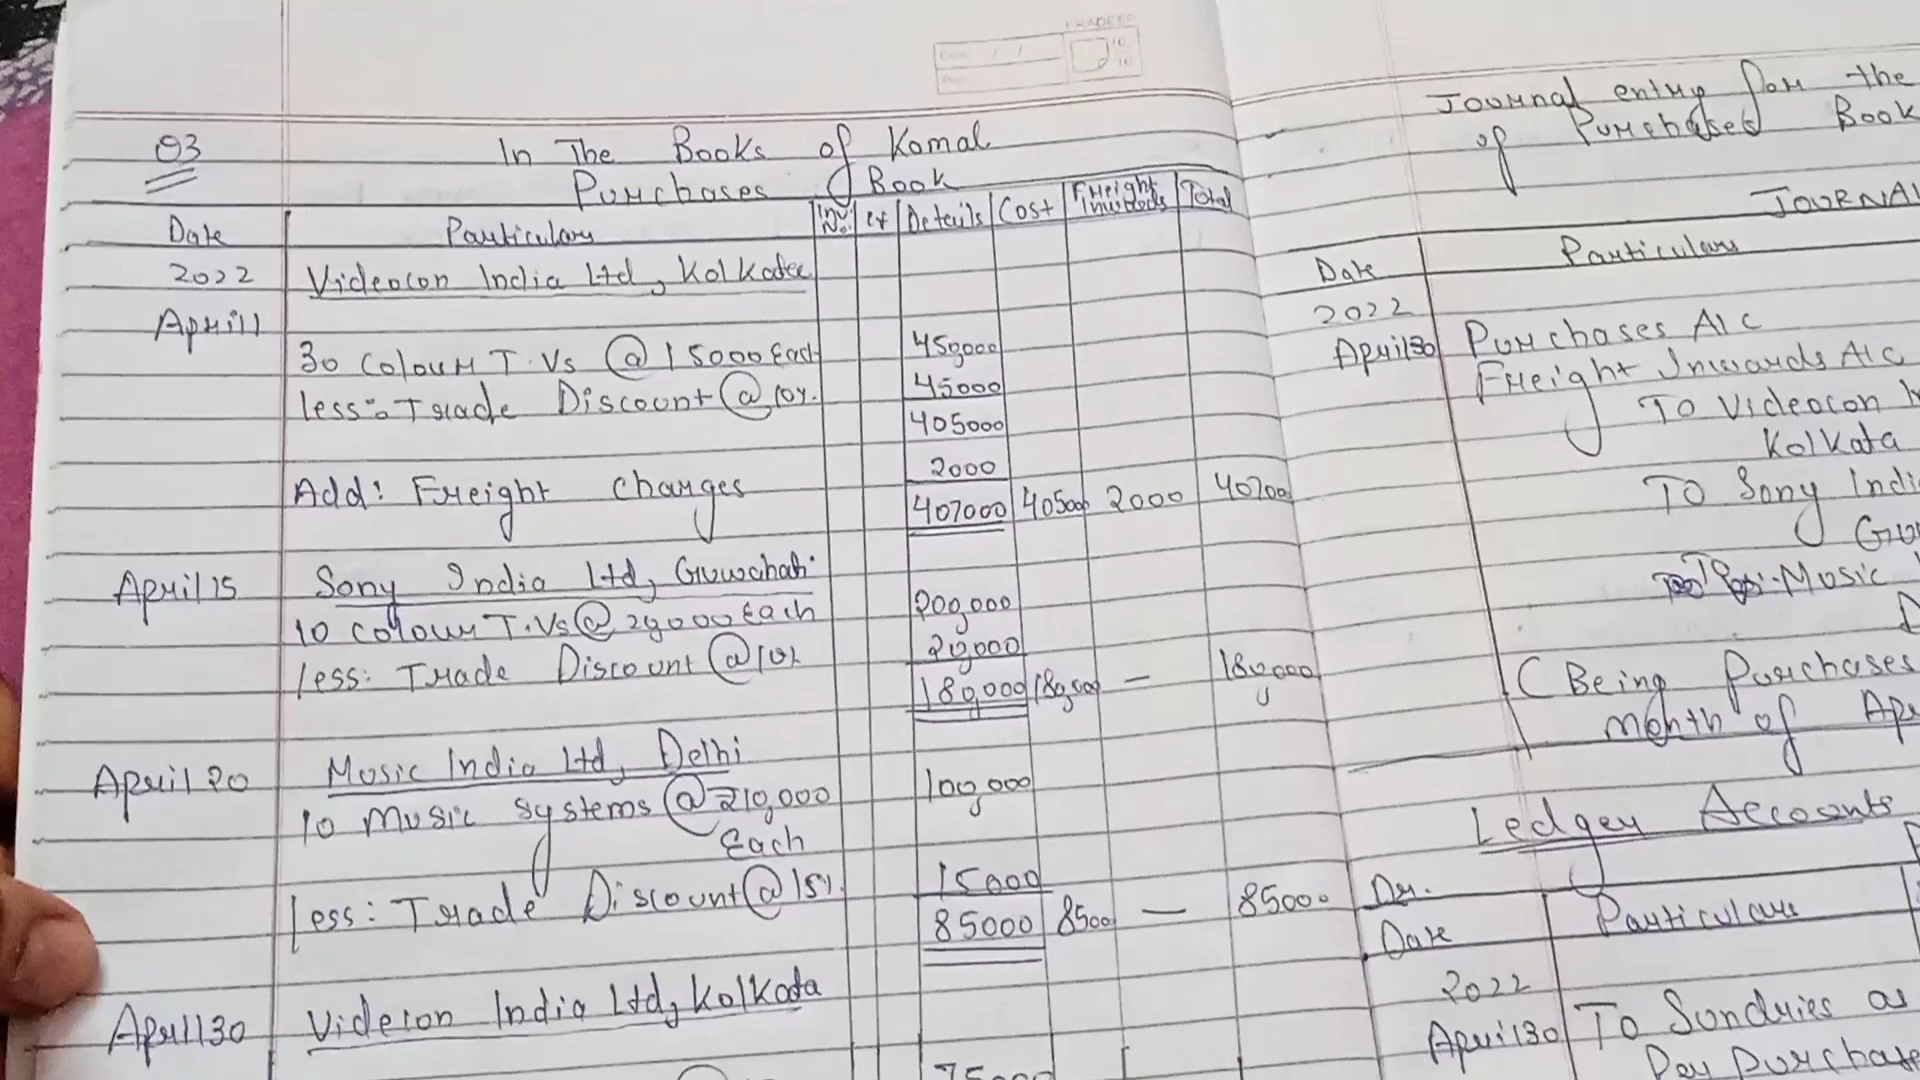 Q3
In The Books of Komal
Purchases Book
Date Particulars Inv. No. L.F Details Cost Freight Inwards Total
2022 Videocon India Ltd, Kolkata
April 1
30 Colour T.Vs @ 15000 Each 450000
less: Trade Discount @ 10% 45000
405000
2000
Add: Freight Charges 407000 405000 2000 407000
April 15 Sony India Ltd, Guwahati
10 colour T.Vs @ 20000 Each 200,000
less: Trade Discount @ 10% 20,000
180,000 180,000 — 180,000
April 20 Music India Ltd, Delhi
10 Music Systems @ ₹10,000 100,000
Each
less: Trade Discount @ 15% 15000
85000 85000 — 85000
April 30 Videcon India Ltd, Kolkata
Journal entry for the
of Purchases Book
JOURNAL
Date Particulars
2022
April 30 Purchases A/c
Freight Inwards A/c
To Videocon
Kolkata
To Sony Indi
Guw
Music
(Being Purchases
month of Apr
Ledger Accounts
Dr.
Date Particulars
2022
April 30 To Sundries as
Per Purchase